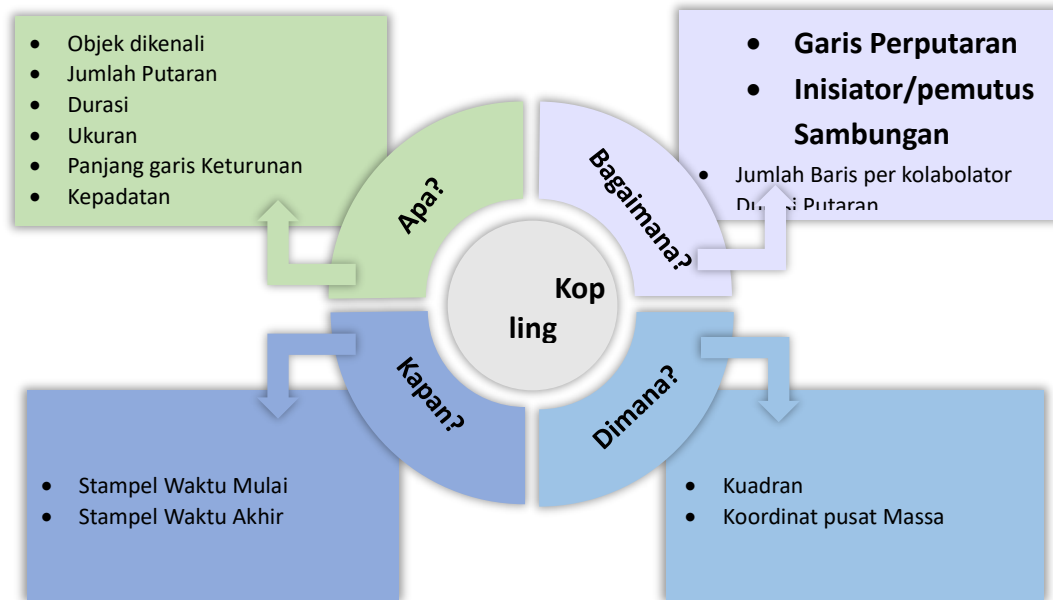 Objek dikenali
Jumlah Putaran
Durasi
Ukuran
Panjang garis Keturunan
Kepadatan
Garis Perputaran
Inisiator/pemutus
Sambungan
Jumlah Baris per kolabolator
Putaran
Apa?
Bagaimana?
Kop
ling
Kapan?
Dimana?
Stampel Waktu Mulai
Stampel Waktu Akhir
Kuadran
Koordinat pusat Massa